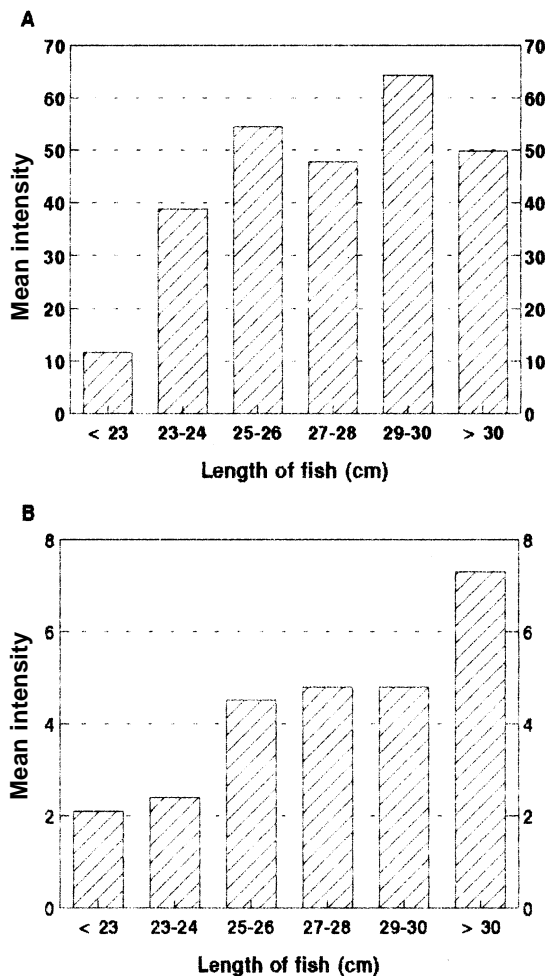 A
70 70
60 60
50 50
40 40
30 30
20 20
10 10
0 0
Mean intensity
< 23 23-24 25-26 27-28 29-30 > 30
Length of fish (cm)
B
8 8
6 6
4 4
2 2
0 0
Mean intensity
< 23 23-24 25-26 27-28 29-30 > 30
Length of fish (cm)